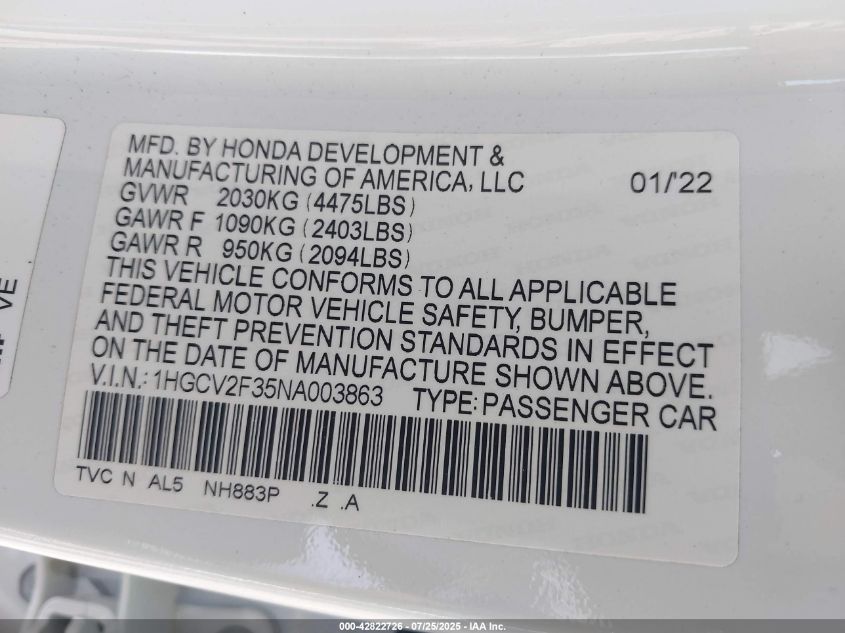 MFD. BY HONDA DEVELOPMENT &
MANUFACTURING OF AMERICA, LLC 01/'22
GVWR 2030KG (4475LBS)
GAWR F 1090KG (2403LBS)
GAWR R 950KG (2094LBS)
THIS VEHICLE CONFORMS TO ALL APPLICABLE
FEDERAL MOTOR VEHICLE SAFETY, BUMPER,
AND THEFT PREVENTION STANDARDS IN EFFECT
ON THE DATE OF MANUFACTURE SHOWN ABOVE.
V.I.N.: 1HGCV2F35NA003863 TYPE: PASSENGER CAR
TVC N AL5 NH883P .Z .A
VE
000-42822726 - 07/25/2025 - IAA Inc.